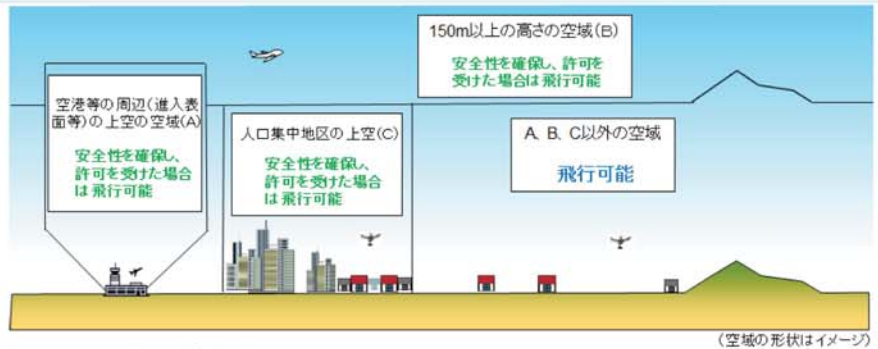 150m以上の高さの空域(B)
安全性を確保し、許可を
受けた場合は飛行可能
空港等の周辺(進入表
面等)の上空の空域(A)
安全性を確保し、
許可を受けた場合
は飛行可能
人口集中地区の上空(C)
安全性を確保し、
許可を受けた場合
は飛行可能
A、B、C以外の空域
飛行可能
(空域の形状はイメージ)